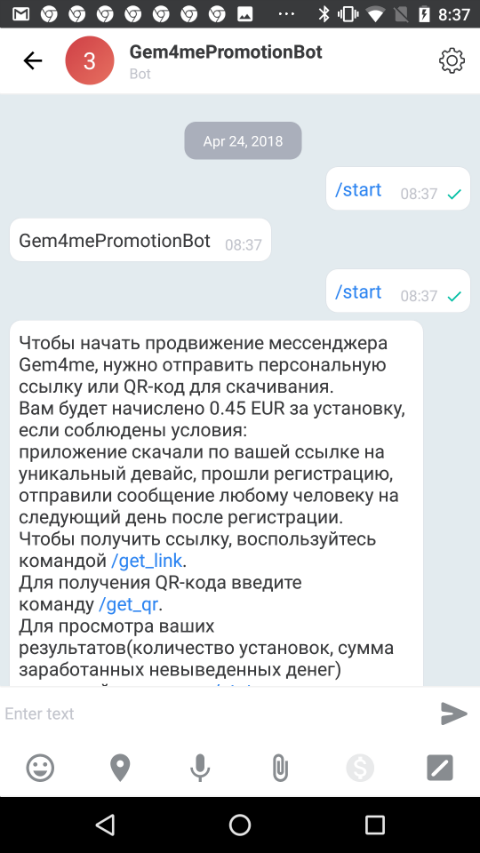 8:37
3
Gem4mePromotionBot
Bot
Apr 24, 2018
/start 08:37
Gem4mePromotionBot 08:37
/start 08:37
Чтобы начать продвижение мессенджера
Gem4me, нужно отправить персональную
ссылку или QR-код для скачивания.
Вам будет начислено 0.45 EUR за установку,
если соблюдены условия:
приложение скачали по вашей ссылке на
уникальный девайс, прошли регистрацию,
отправили сообщение любому человеку на
следующий день после регистрации.
Чтобы получить ссылку, воспользуйтесь
командой /get_link.
Для получения QR-кода введите
команду /get_qr.
Для просмотра ваших
результатов(количество установок, сумма
заработанных невыведенных денег)
Enter text